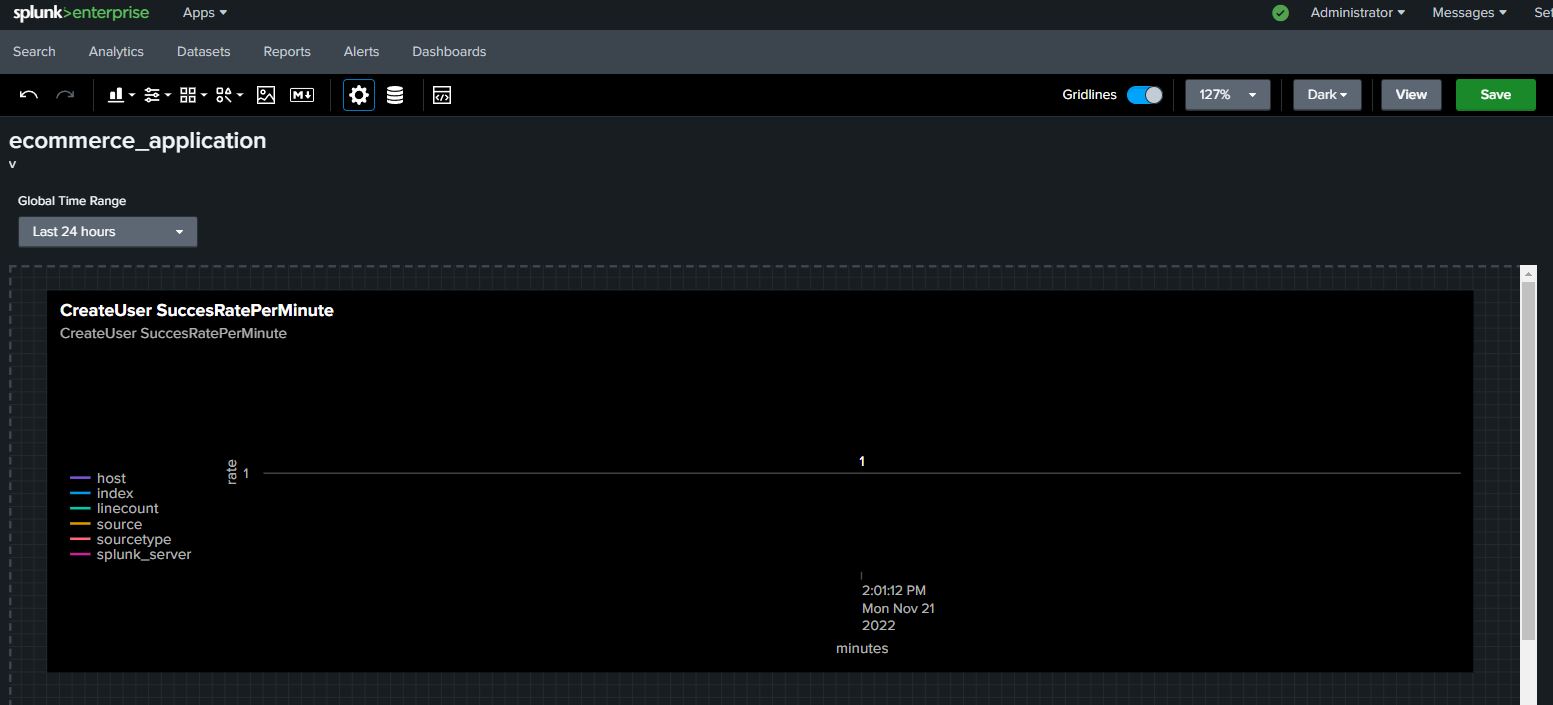 splunk>enterprise Apps Administrator Messages Set
Search Analytics Datasets Reports Alerts Dashboards
M Gridlines 127% Dark View Save
ecommerce_application
v
Global Time Range
Last 24 hours
CreateUser SuccesRatePerMinute
CreateUser SuccesRatePerMinute
1
rate 1
host
index
linecount
source
sourcetype
splunk_server
2:01:12 PM
Mon Nov 21
2022
minutes